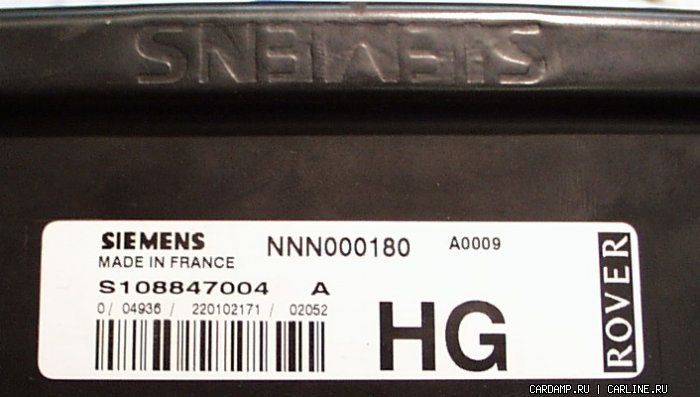 SIEMENS
SIEMENS NNN000180 A0009
MADE IN FRANCE
S108847004 A
0/ 04936/ 220102171/ 02052
HG
ROVER
CARDAMP.RU | CARLINE.RU